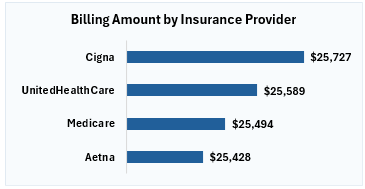 Billing Amount by Insurance Provider
Cigna $25,727
UnitedHealthCare $25,589
Medicare $25,494
Aetna $25,428